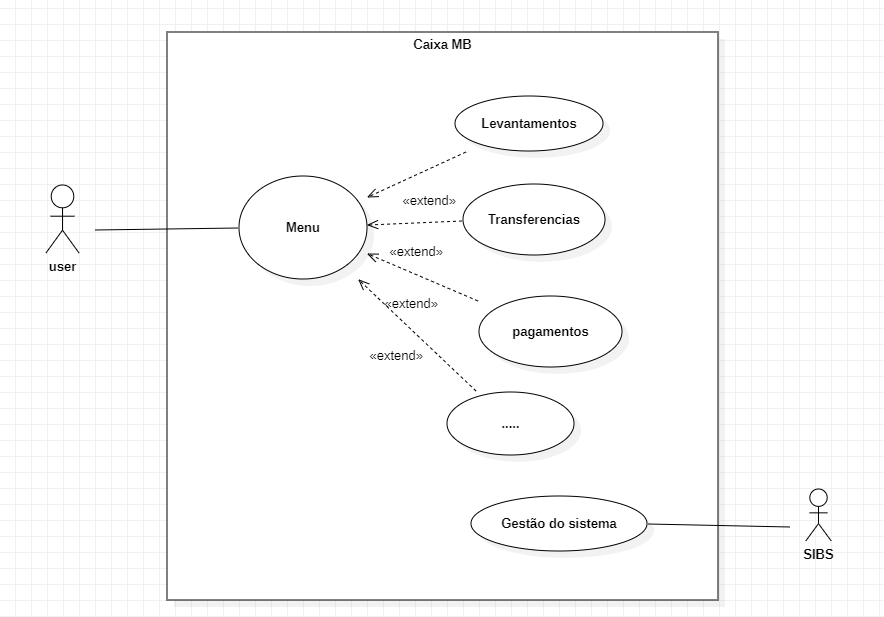 Caixa MB
Levantamentos
«extend»
Transferencias
Menu
«extend»
user
«extend»
pagamentos
«extend»
.....
Gestão do sistema
SIBS